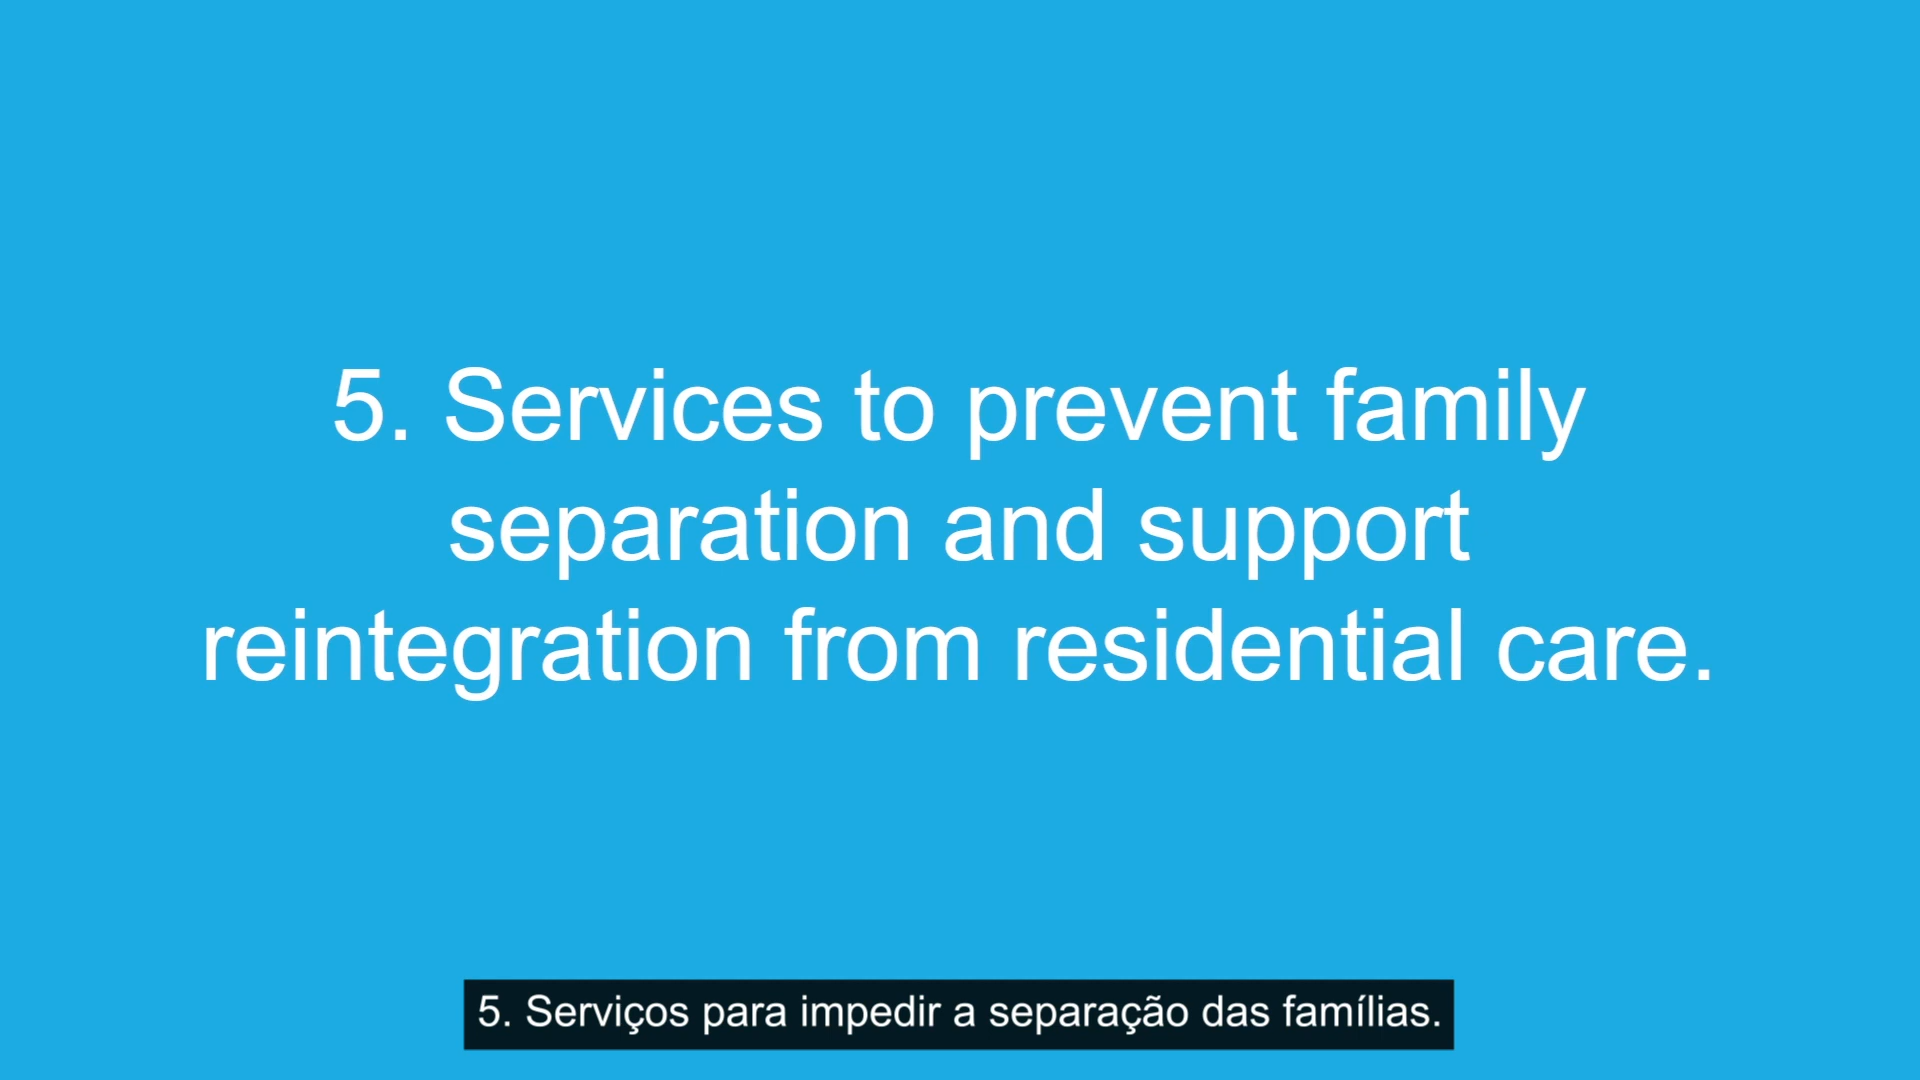 5. Services to prevent family
separation and support
reintegration from residential care.
5. Serviços para impedir a separação das famílias.